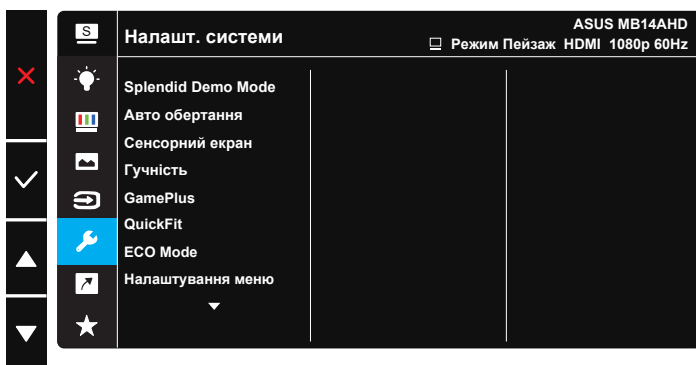 S
Налашт. системи
ASUS MB14AHD
Режим Пейзаж HDMI 1080p 60Hz
Splendid Demo Mode
Авто обертання
Сенсорний екран
Гучність
GamePlus
QuickFit
ECO Mode
Налаштування меню